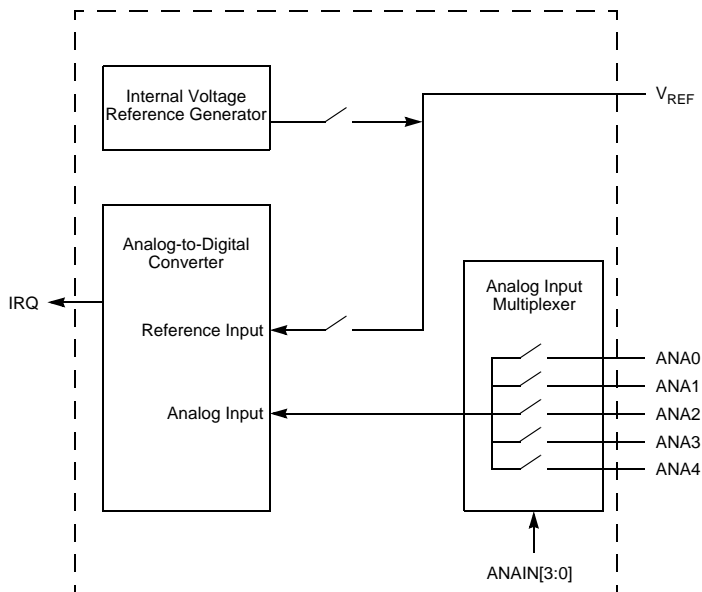 Internal Voltage
Reference Generator
VREF
Analog-to-Digital
Converter
Analog Input
Multiplexer
IRQ
Reference Input
ANA0
ANA1
Analog Input
ANA2
ANA3
ANA4
ANAIN[3:0]